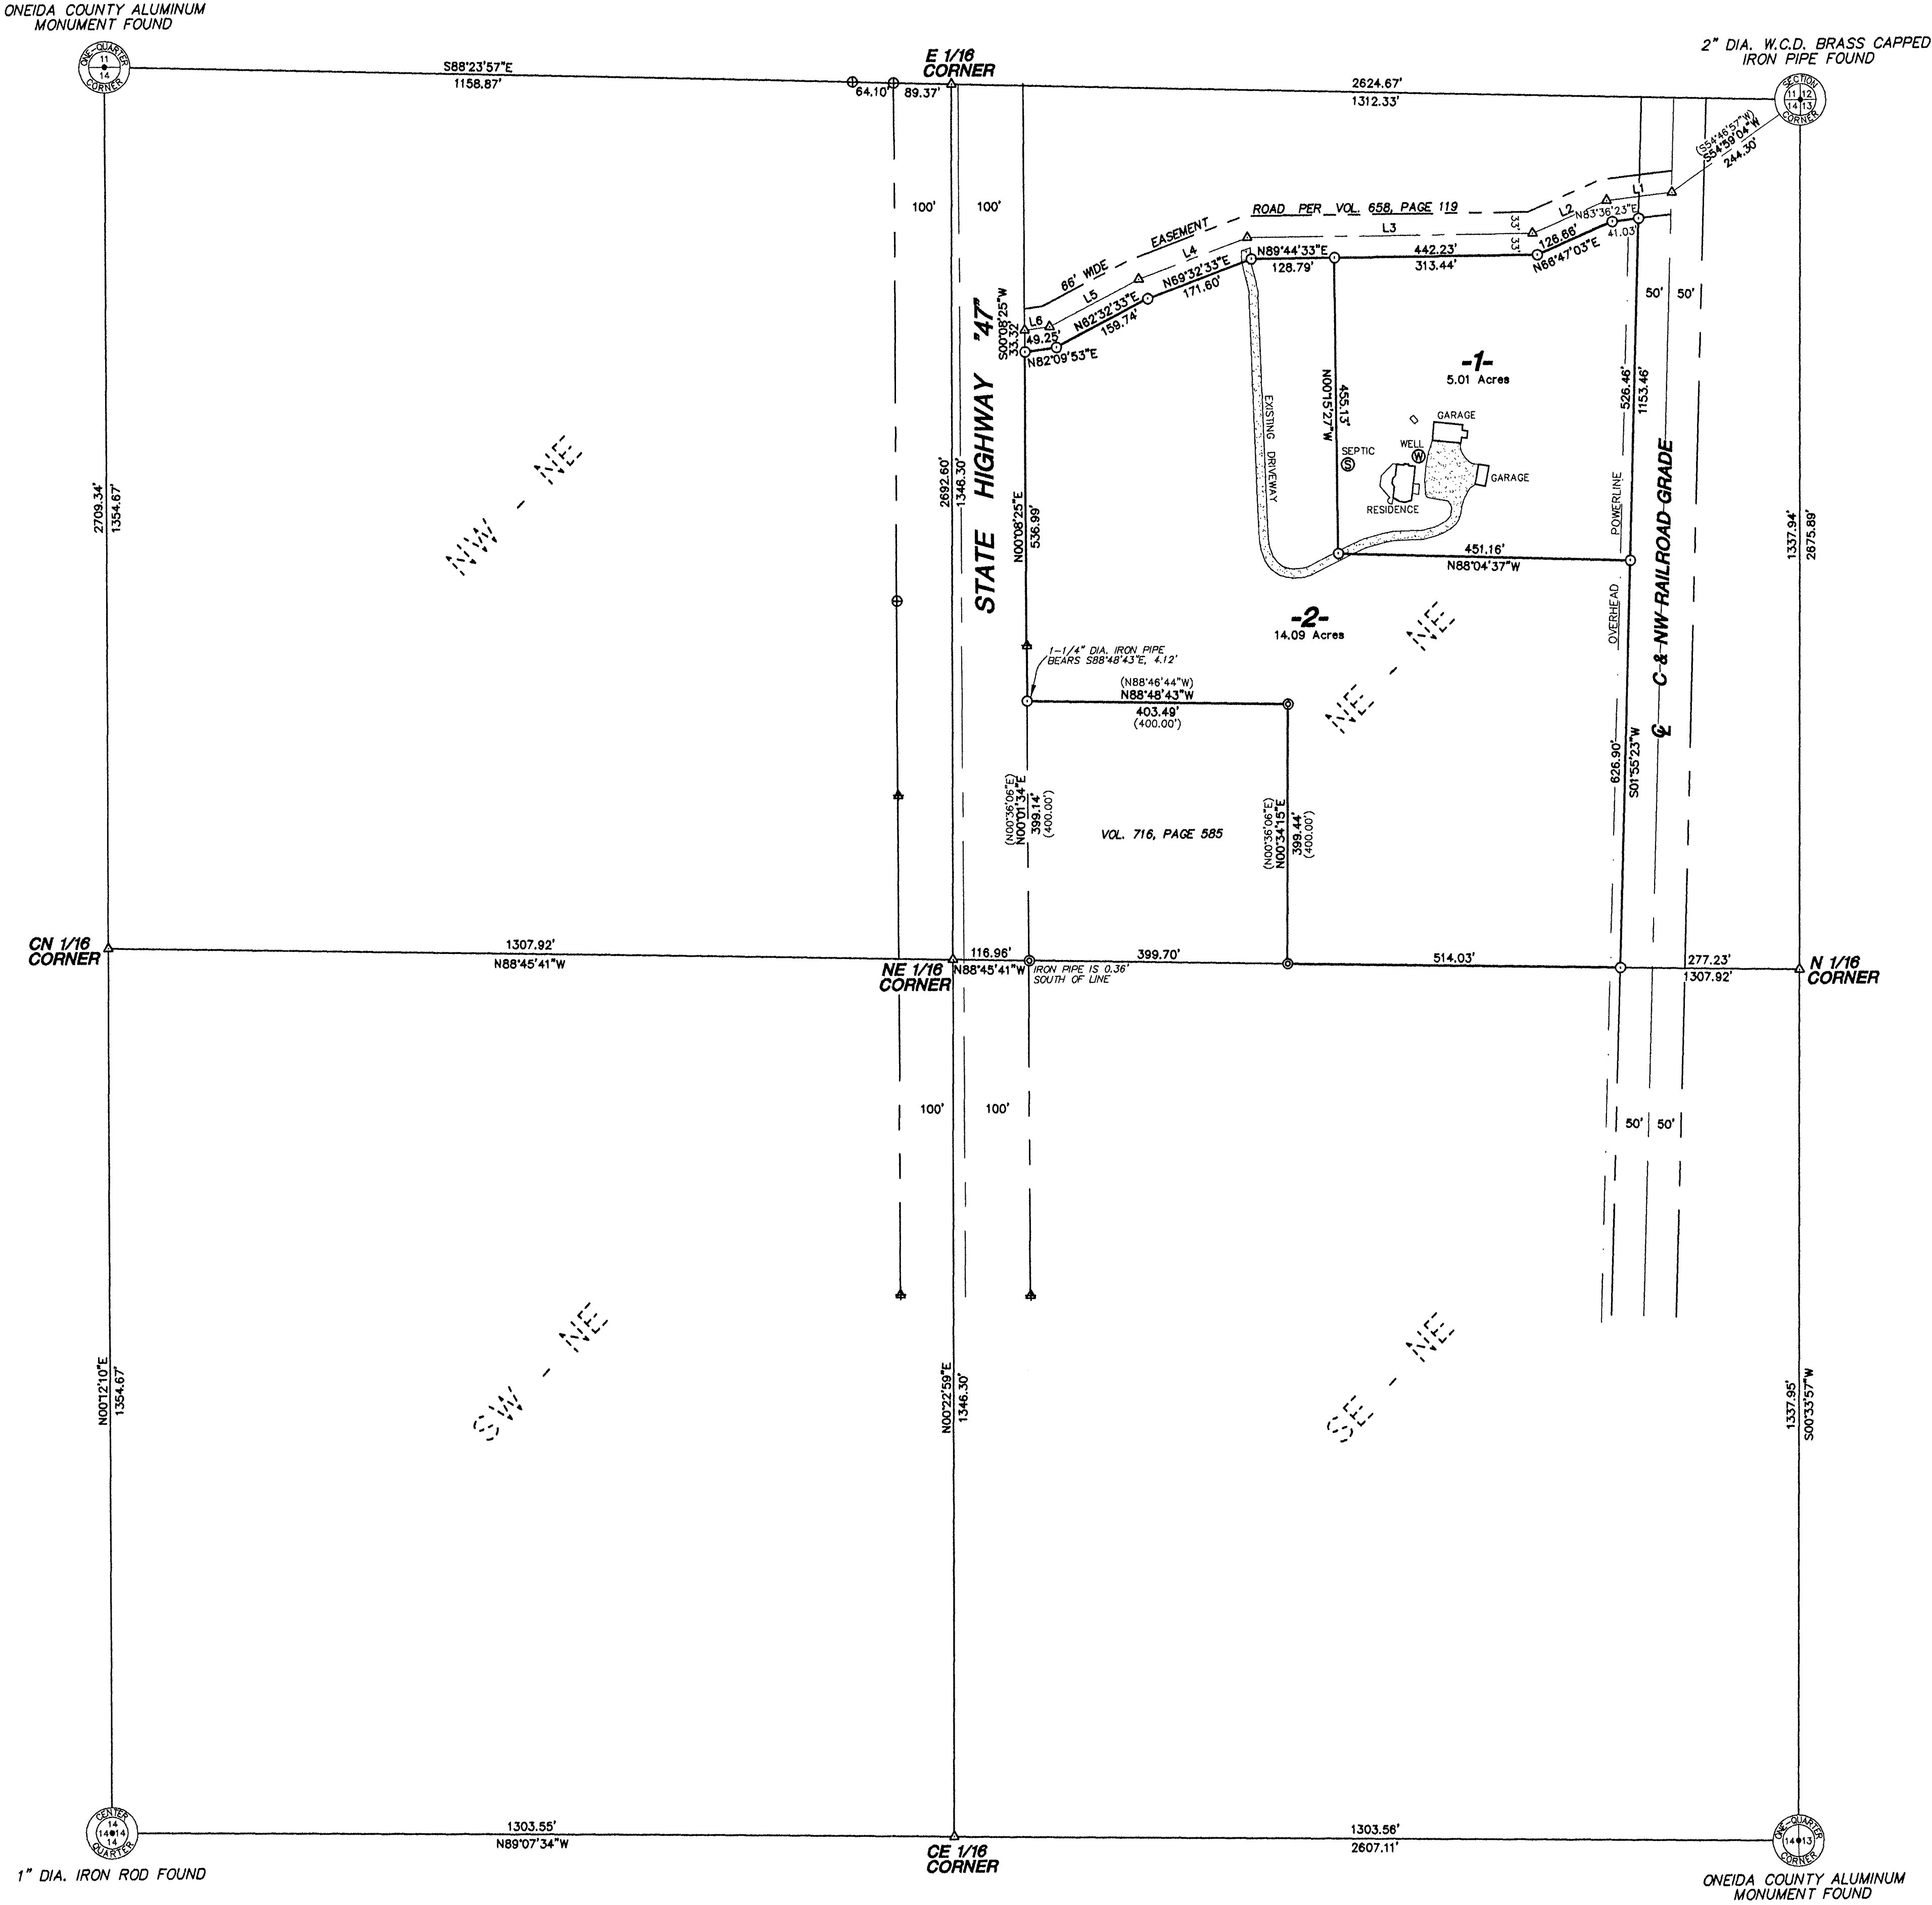 ONEIDA COUNTY ALUMINUM
MONUMENT FOUND
ONE-QUARTER
11
14
CORNER
S88°23'57"E
1158.87'
64.10'
89.37'
E 1/16
CORNER
2624.67'
1312.33'
2" DIA. W.C.D. BRASS CAPPED
IRON PIPE FOUND
SECTION
11 12
14 13
CORNER
(S54°46'57"W)
S54°59'04"W
244.30'
100'
100'
66' WIDE
EASEMENT
ROAD PER VOL. 658, PAGE 119
33'
33'
L1
L2
L3
L4
L5
L6
N83°36'23"E
41.03'
126.66'
N66°47'03"E
442.23'
313.44'
N89°44'33"E
128.79'
N69°32'33"E
171.60'
N62°32'33"E
159.74'
49.25'
N82°09'53"E
S00°08'25"W
33.32'
50'
50'
STATE HIGHWAY "47"
-1-
5.01 Acres
N00°15'27"W
455.13'
526.46'
1153.46'
GARAGE
WELL
W
SEPTIC
S
GARAGE
RESIDENCE
EXISTING DRIVEWAY
OVERHEAD POWERLINE
C & NW RAILROAD GRADE
℄
NW - NE
2709.34'
1354.67'
2692.60'
1346.30'
N00°08'25"E
536.99'
1337.94'
2675.89'
451.16'
N88°04'37"W
-2-
14.09 Acres
NE - NE
1-1/4" DIA. IRON PIPE
BEARS S88°48'43"E, 4.12'
(N88°46'44"W)
N88°48'43"W
403.49'
(400.00')
626.90'
S01°55'23"W
(N00°36'06"E)
N00°01'34"E
399.14'
(400.00')
VOL. 716, PAGE 585
(N00°36'06"E)
N00°34'15"E
399.44'
(400.00')
CN 1/16
CORNER
1307.92'
N88°45'41"W
NE 1/16
CORNER
116.96'
N88°45'41"W
IRON PIPE IS 0.36'
SOUTH OF LINE
399.70'
514.03'
277.23'
1307.92'
N 1/16
CORNER
100'
100'
50'
50'
SW - NE
SE - NE
N00°12'10"E
1354.67'
N00°22'59"E
1346.30'
1337.95'
S00°33'57"W
CENTER
14
14 14
14
QUARTER
1303.55'
N89°07'34"W
CE 1/16
CORNER
1303.56'
2607.11'
ONE-QUARTER
14 13
CORNER
1" DIA. IRON ROD FOUND
ONEIDA COUNTY ALUMINUM
MONUMENT FOUND